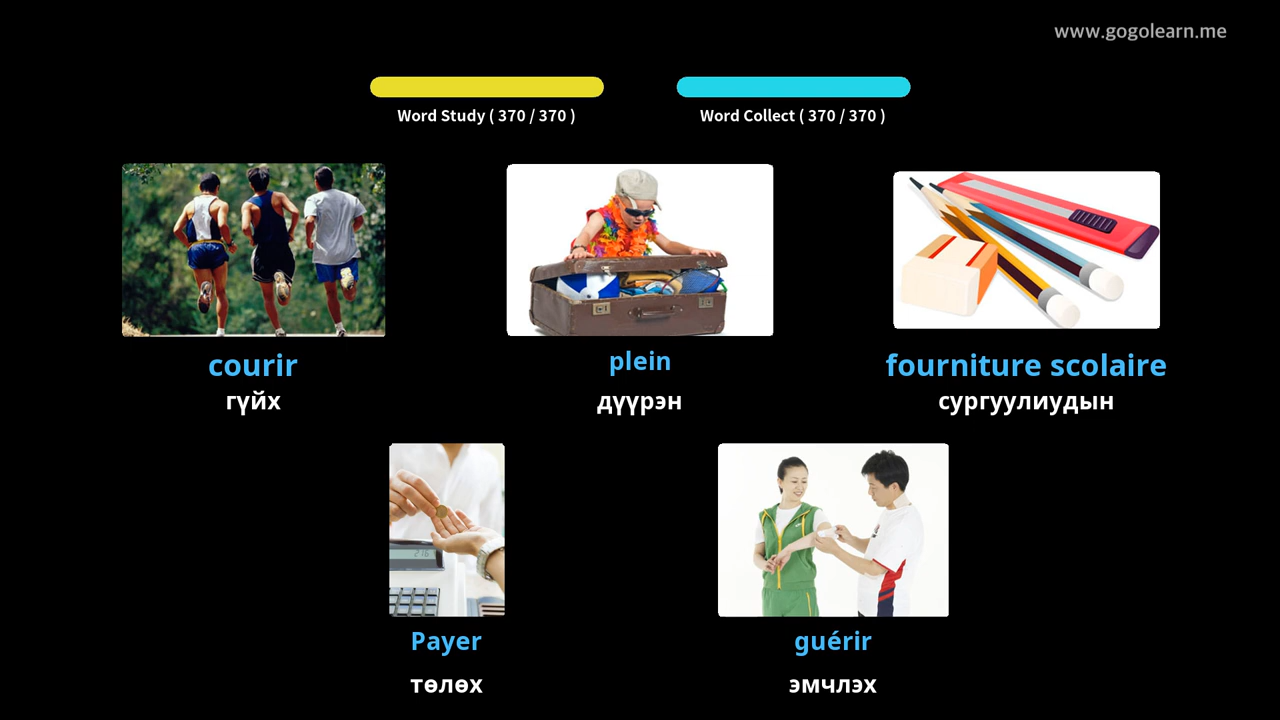 www.gogolearn.me
Word Study ( 370 / 370 )
Word Collect ( 370 / 370 )
courir
гүйх
plein
дүүрэн
fourniture scolaire
сургуулиудын
Payer
төлөх
guérir
эмчлэх